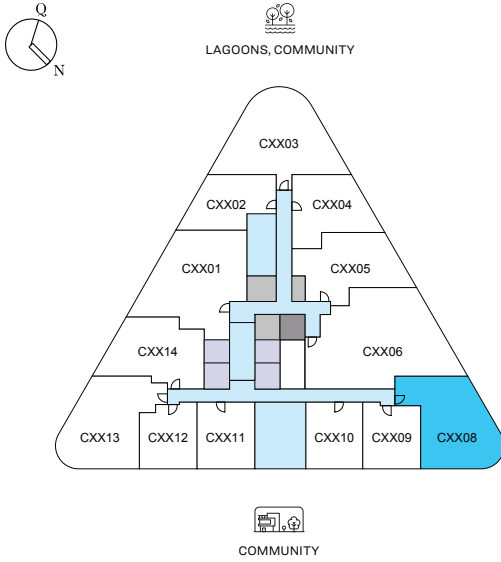 Q
N
LAGOONS, COMMUNITY
CXX03
CXX02
CXX04
CXX01
CXX05
CXX14
CXX06
CXX13
CXX12
CXX11
CXX10
CXX09
CXX08
COMMUNITY